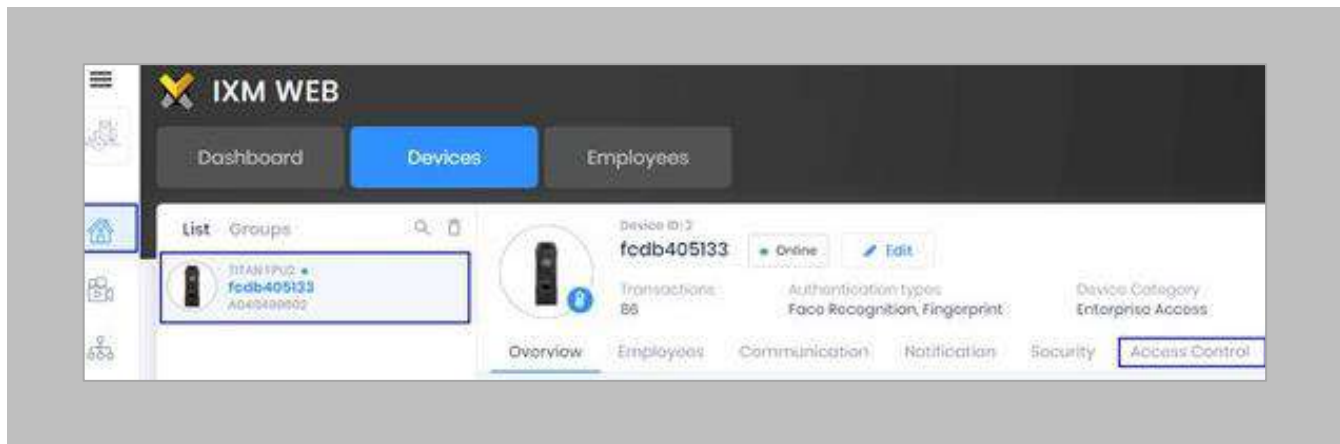 IXM WEB
Dashboard Devices Employees
List Groups
TITAN FPU2
fcdb405133
Device ID: 2
fcdb405133 Online Edit
Transactions Authentication types Device Category
86 Face Recognition, Fingerprint Enterprise Access
Overview Employees Communication Notification Security Access Control